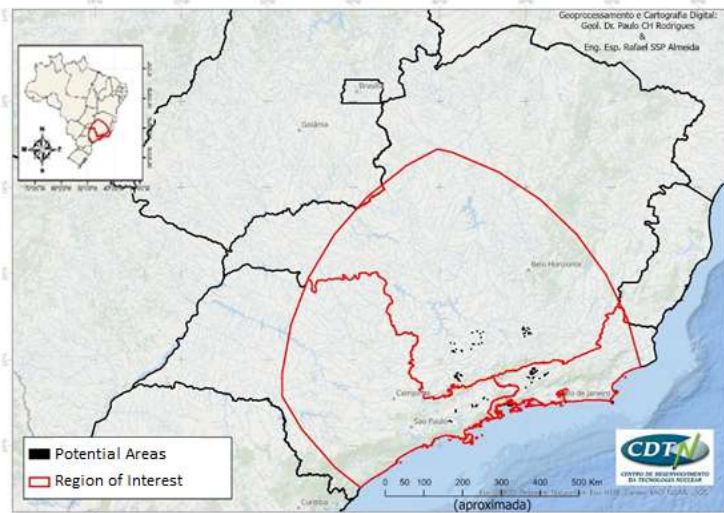 Geoprocessamento e Cartografia Digital:
Geol. Dr. Paulo CH Rodrigues
&
Eng. Esp. Rafael SSP Almeida
Brasília
Goiânia
Belo Horizonte
Campinas
Rio de Janeiro
São Paulo
Curitiba
Potential Areas
Region of Interest
100 50 0 100 200 300 400 500 Km
(aproximada)
CDTN
CENTRO DE DESENVOLVIMENTO
DA TECNOLOGIA NUCLEAR